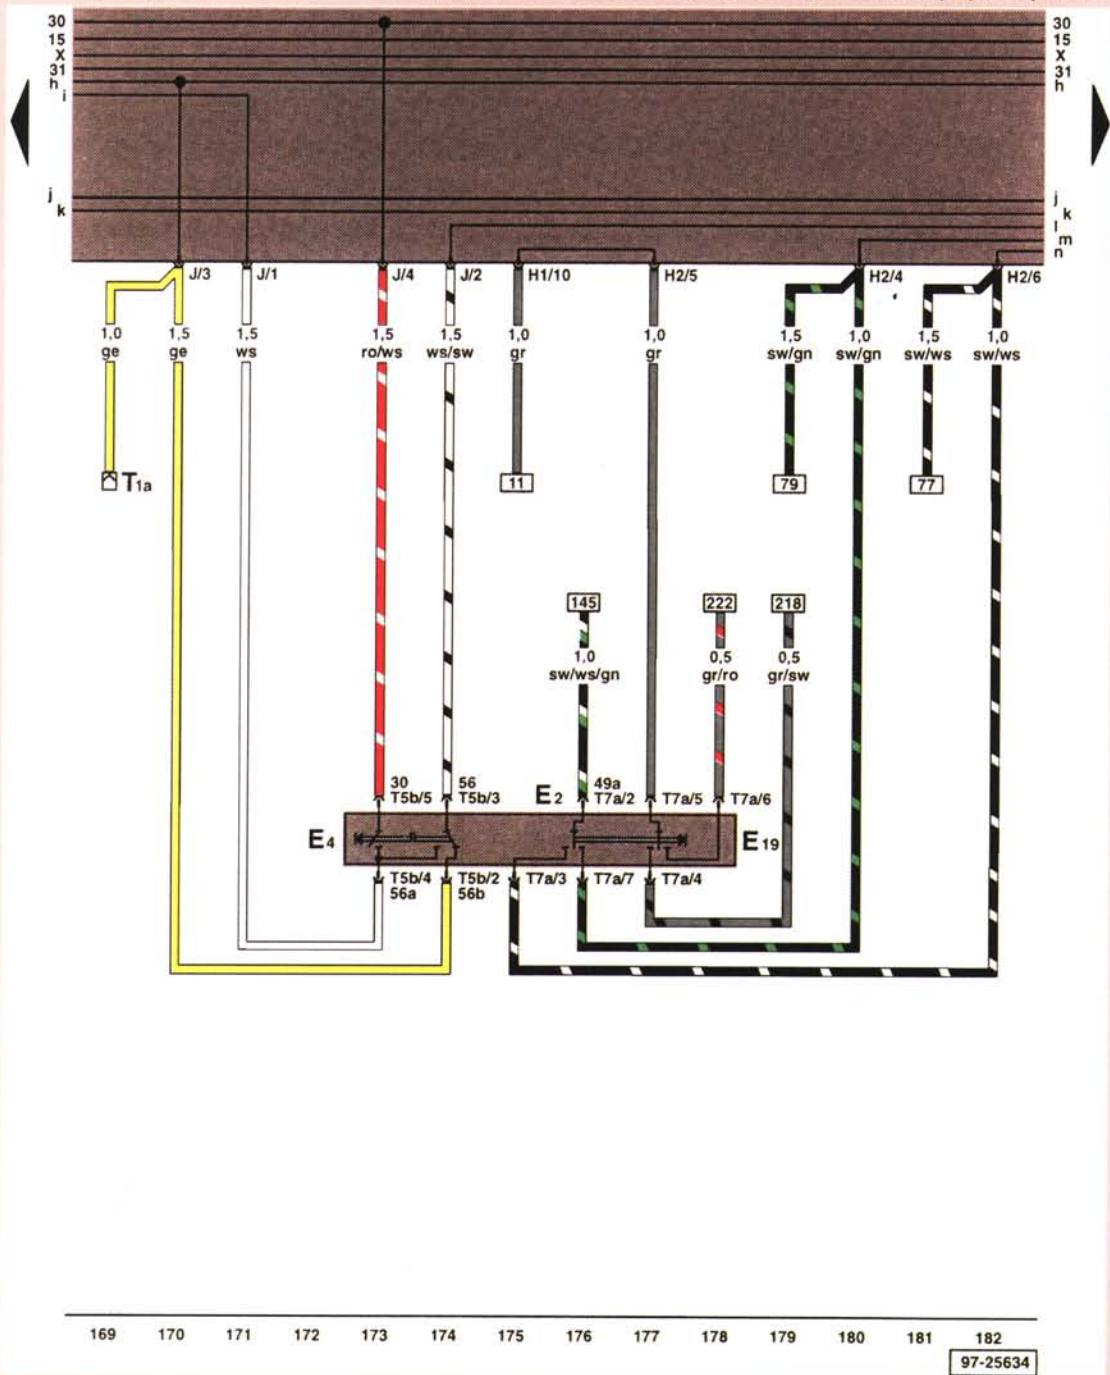 30 30
15 15
X X
31 31
h h
i
j j
k k
l
m
n
J/3 J/1 J/4 J/2 H1/10 H2/5 H2/4 H2/6
1,0 1,5 1,5 1,5 1,5 1,0 1,0 1,5 1,0 1,5 1,0
ge ge ws ro/ws ws/sw gr gr sw/gn sw/gn sw/ws sw/ws
T1a 11 79 77
145 222 218
1,0 0,5 0,5
sw/ws/gn gr/ro gr/sw
30 56 49a
T5b/5 T5b/3 E2 T7a/2 T7a/5 T7a/6
E4 E19
T5b/4 T5b/2 T7a/3 T7a/7 T7a/4
56a 56b
169 170 171 172 173 174 175 176 177 178 179 180 181 182
97-25634